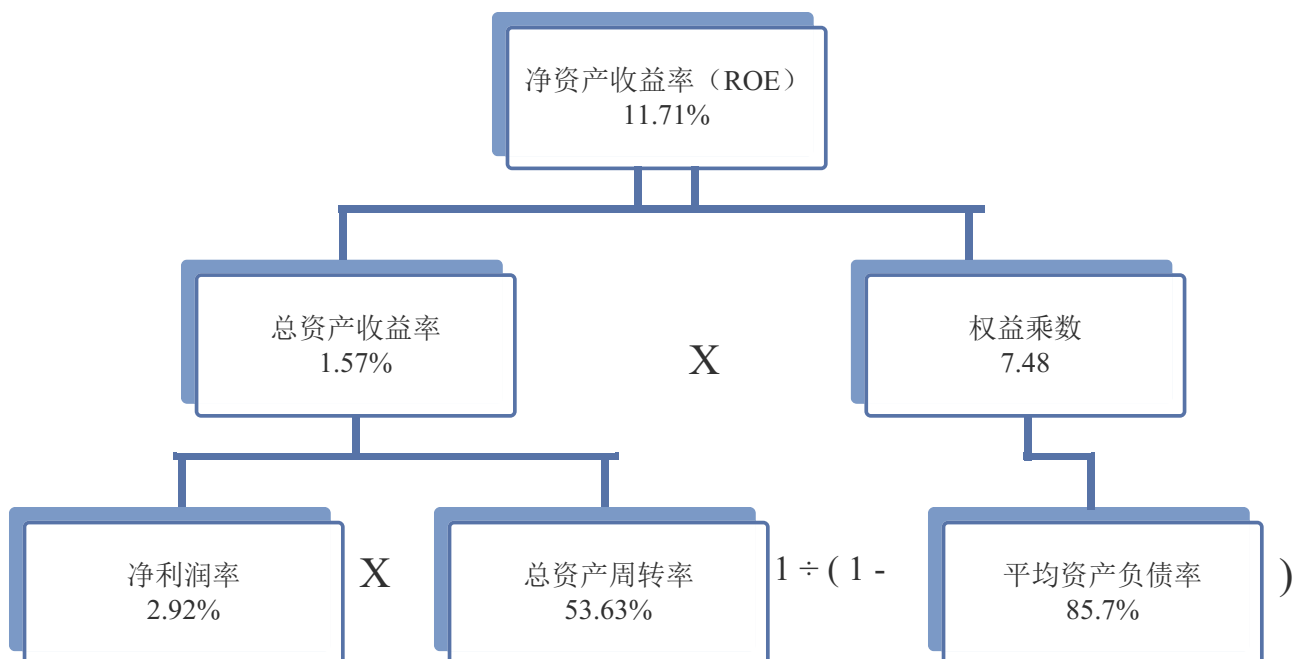 净资产收益率（ROE）
11.71%
总资产收益率
1.57%
X
权益乘数
7.48
净利润率
2.92%
X
总资产周转率
53.63%
1 ÷ ( 1 -
平均资产负债率
85.7%
)